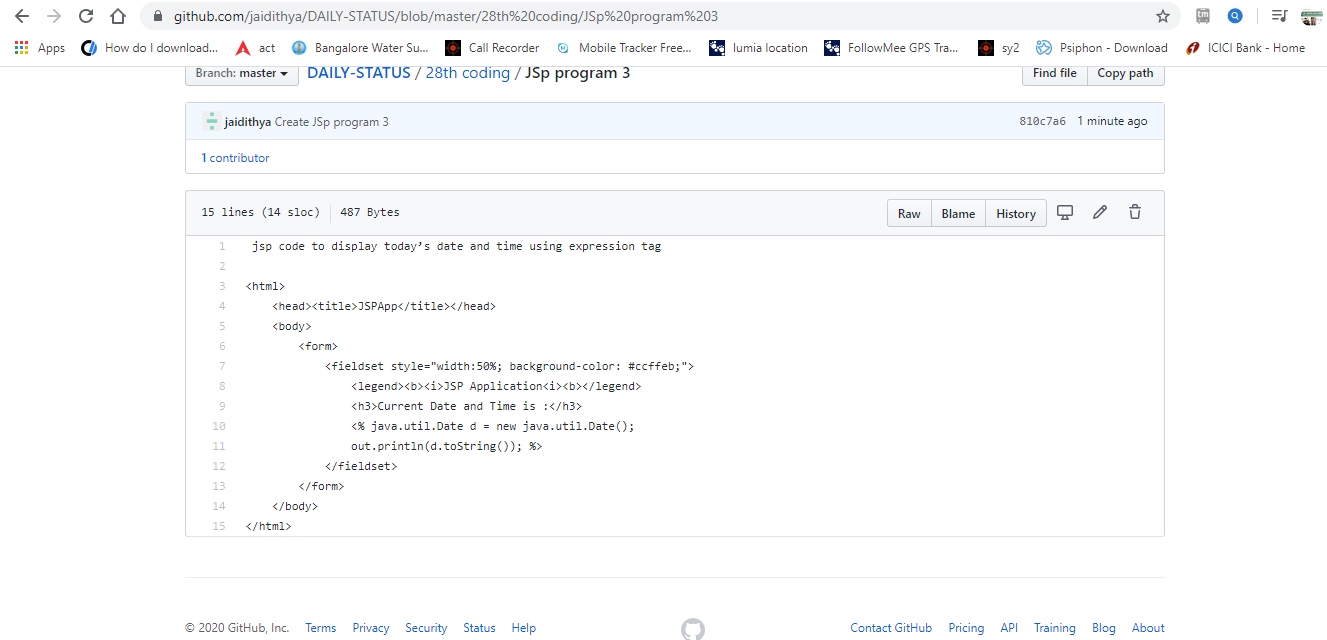 github.com/jaidithya/DAILY-STATUS/blob/master/28th%20coding/JSp%20program%203
Apps How do I download... act Bangalore Water Su... Call Recorder Mobile Tracker Free... lumia location FollowMee GPS Tra... sy2 Psiphon - Download ICICI Bank - Home
Branch: master DAILY-STATUS / 28th coding / JSp program 3 Find file Copy path
jaidithya Create JSp program 3 810c7a6 1 minute ago
1 contributor
15 lines (14 sloc) 487 Bytes Raw Blame History
1 jsp code to display today’s date and time using expression tag
2
3 <html>
4 <head><title>JSPApp</title></head>
5 <body>
6 <form>
7 <fieldset style="width:50%; background-color: #ccffeb;">
8 <legend><b><i>JSP Application<i><b></legend>
9 <h3>Current Date and Time is :</h3>
10 <% java.util.Date d = new java.util.Date();
11 out.println(d.toString()); %>
12 </fieldset>
13 </form>
14 </body>
15 </html>
© 2020 GitHub, Inc. Terms Privacy Security Status Help Contact GitHub Pricing API Training Blog About